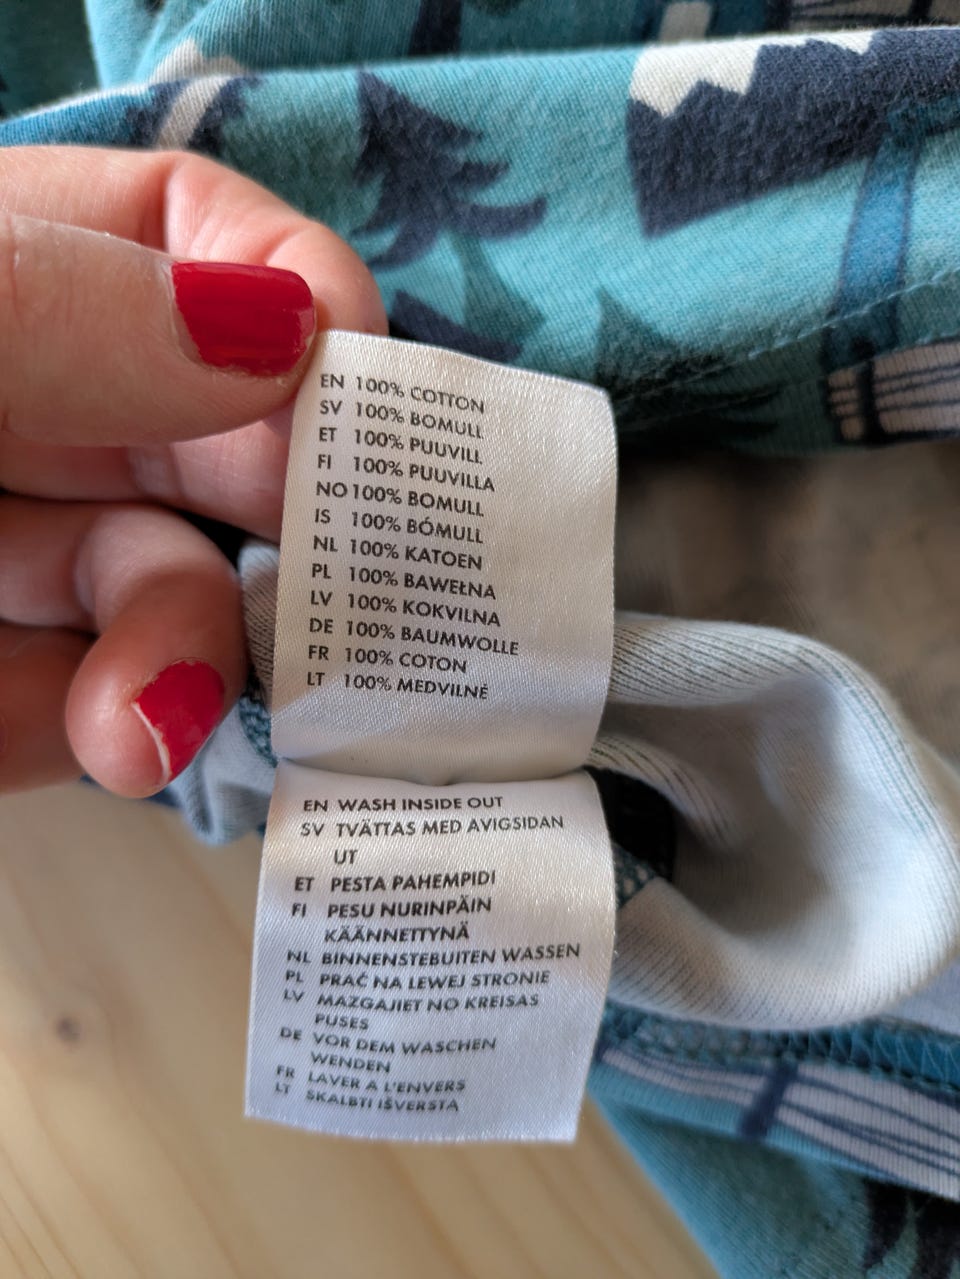 EN 100% COTTON
SV 100% BOMULL
ET 100% PUUVILL
FI 100% PUUVILLA
NO 100% BOMULL
IS 100% BÓMULL
NL 100% KATOEN
PL 100% BAWEŁNA
LV 100% KOKVILNA
DE 100% BAUMWOLLE
FR 100% COTON
LT 100% MEDVILNĖ
EN WASH INSIDE OUT
SV TVÄTTAS MED AVIGSIDAN
UT
ET PESTA PAHEMPIDI
FI PESU NURINPÄIN
KÄÄNNETTYNÄ
NL BINNENSTEBUITEN WASSEN
PL PRAĆ NA LEWEJ STRONIE
LV MAZGAJIET NO KREISAS
PUSES
DE VOR DEM WASCHEN
WENDEN
FR LAVER A L'ENVERS
LT SKALBTI IŠVERSTA